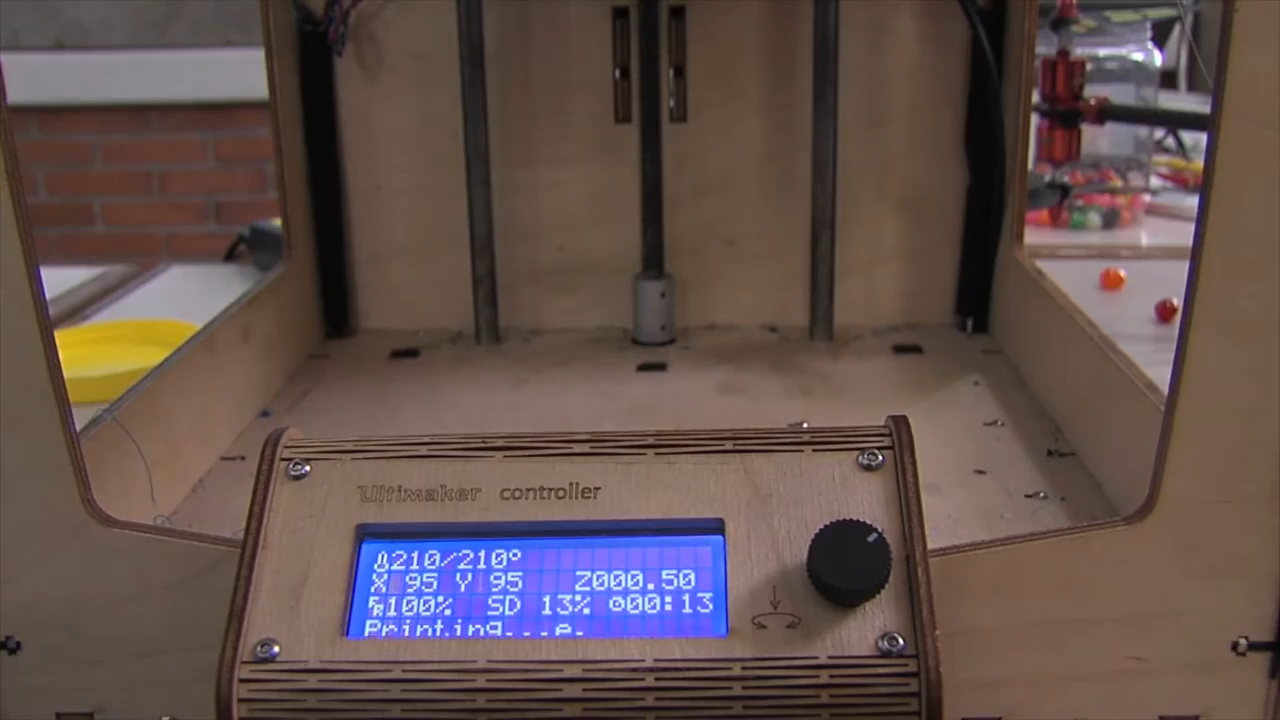 Ultimaker controller
210/210°
X 95 Y 95 Z000.50
100% SD 13% 00:13
Printing...e.